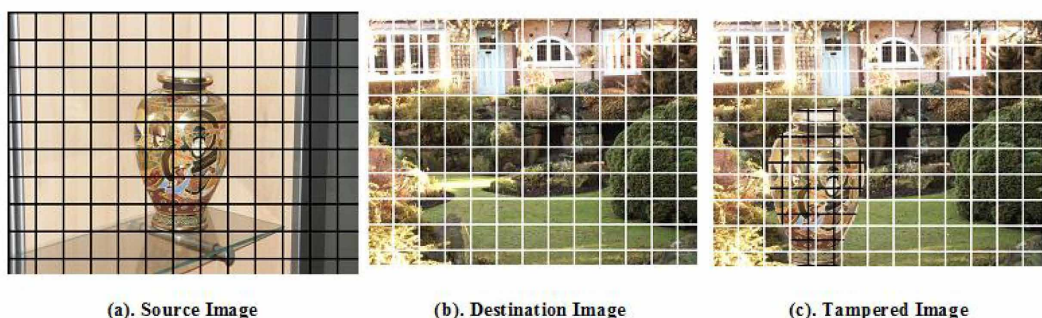 (a). Source Image
(b). Destination Image
(c). Tampered Image